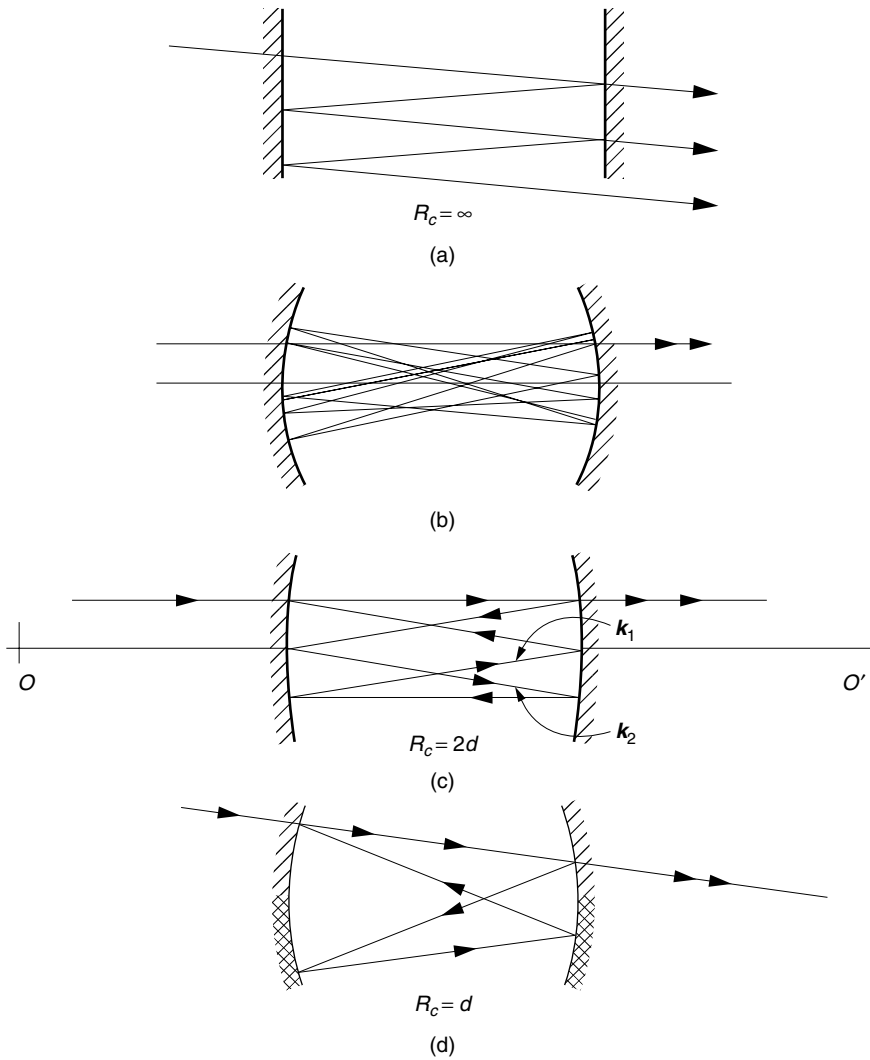 R_c = ∞
(a)
(b)
k_1
O
O′
k_2
R_c = 2d
(c)
R_c = d
(d)